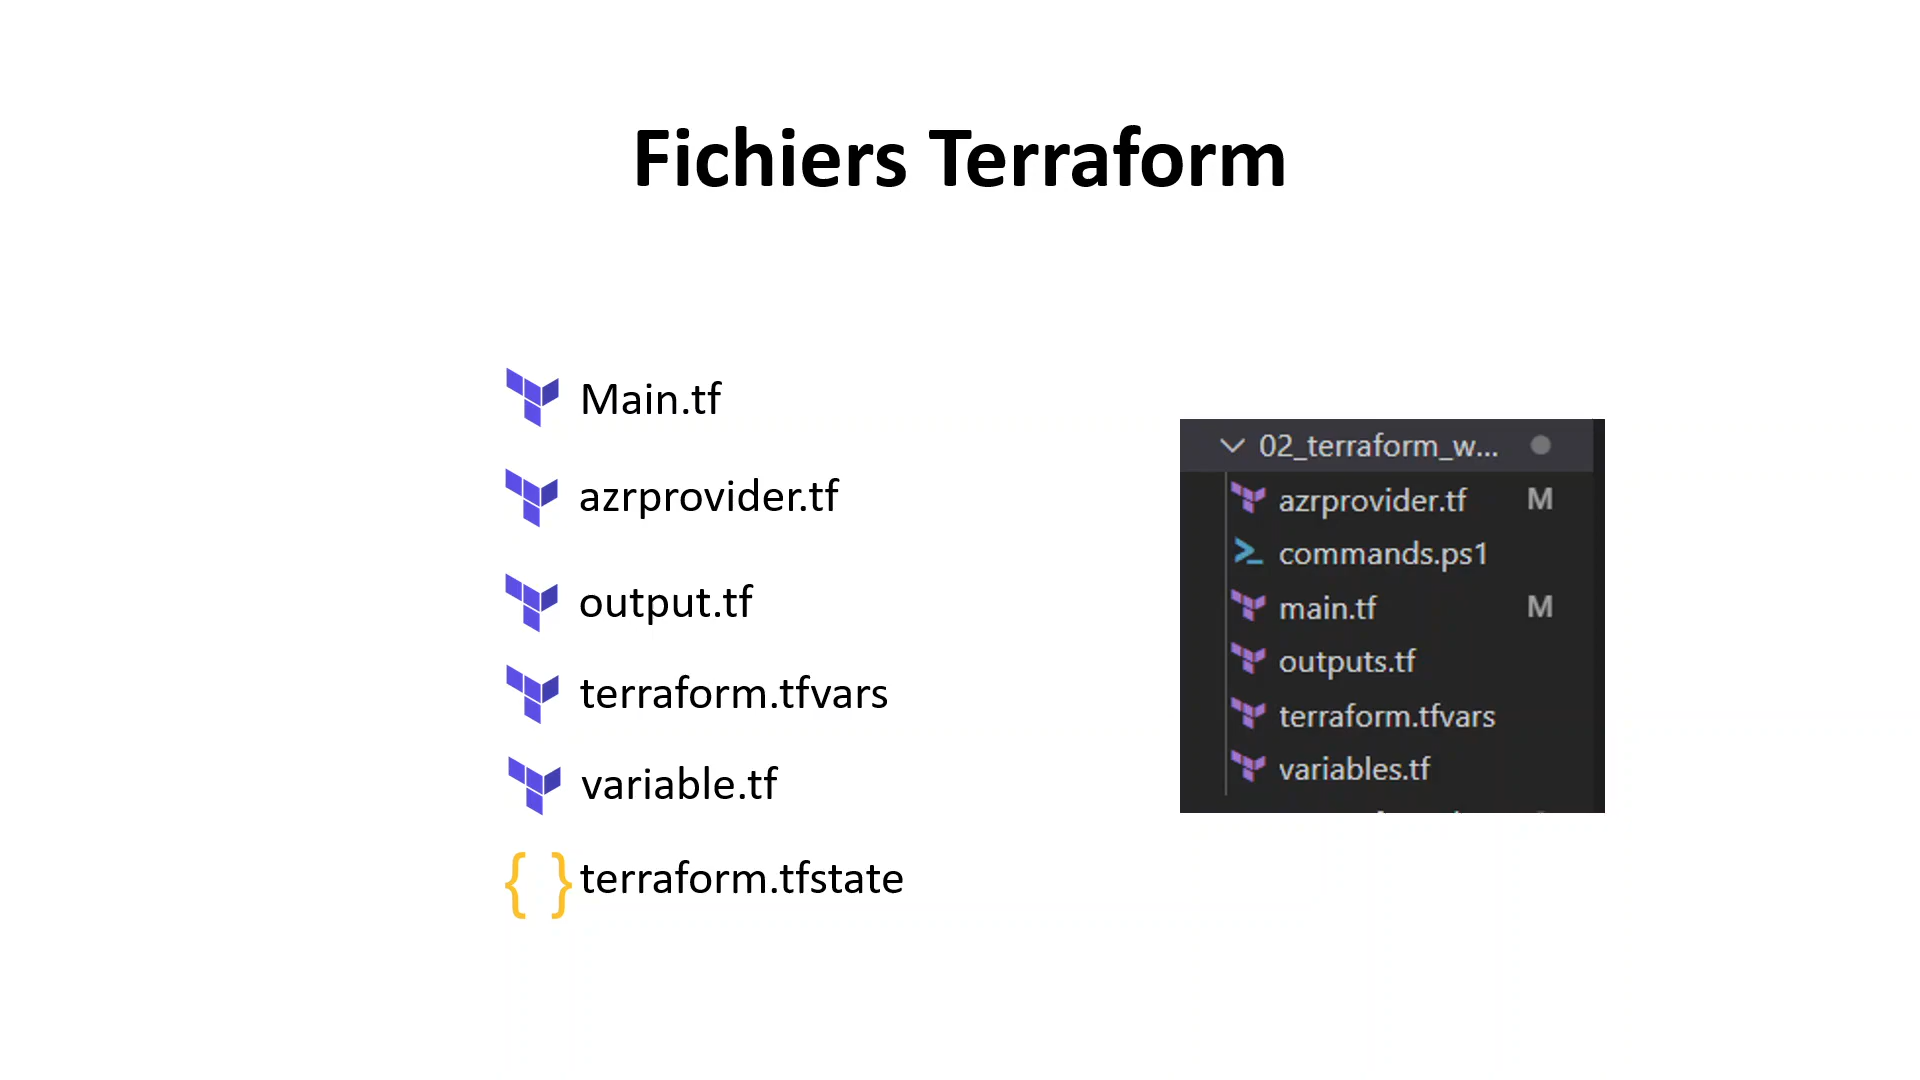 Fichiers Terraform
Main.tf
azrprovider.tf
output.tf
terraform.tfvars
variable.tf
{ } terraform.tfstate
02_terraform_w...
azrprovider.tf M
commands.ps1
main.tf M
outputs.tf
terraform.tfvars
variables.tf